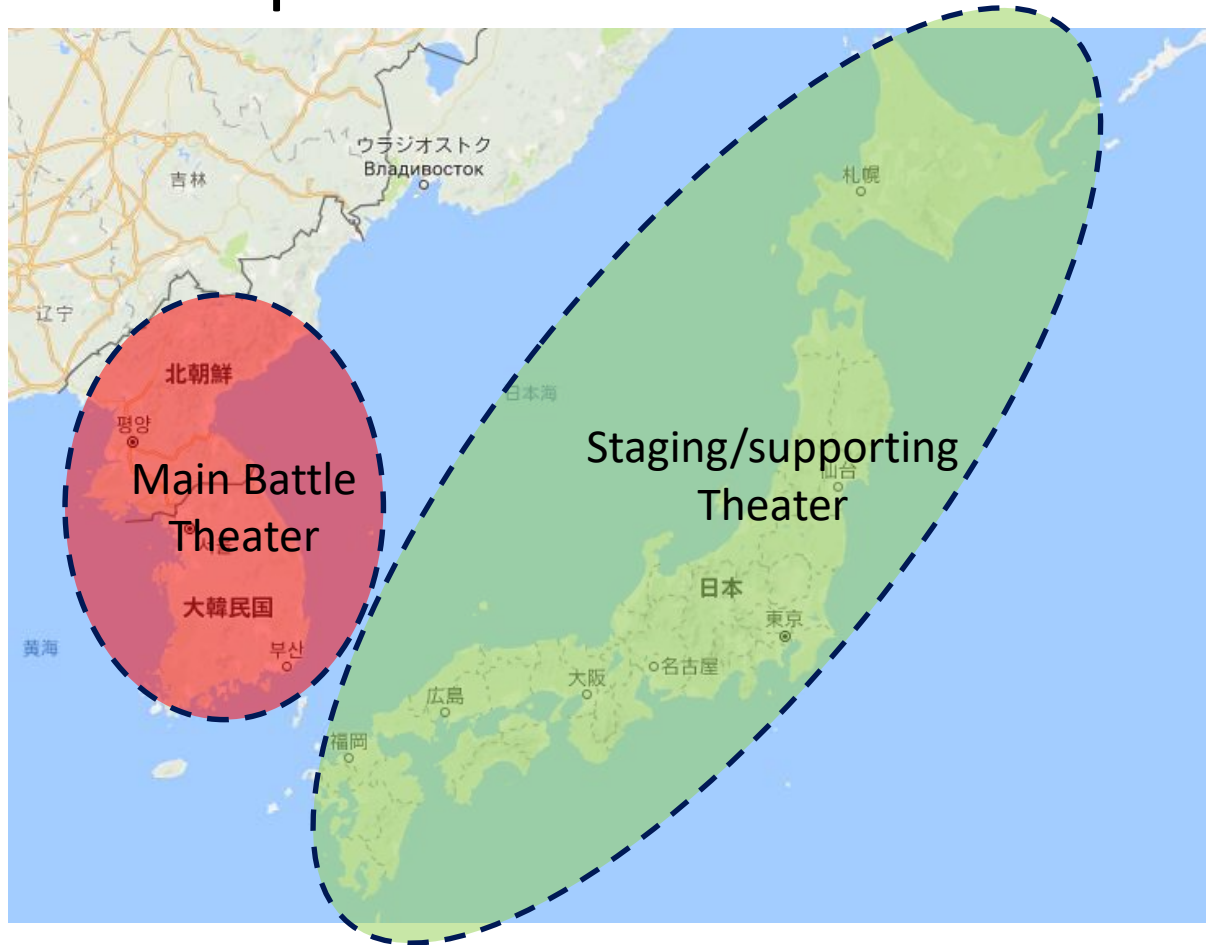 ウラジオストク
Владивосток
吉林
札幌
辽宁
北朝鮮
日本海
평양
Main Battle
Theater
Staging/supporting
Theater
仙台
서울
日本
大韓民国
東京
黄海
부산
名古屋
大阪
広島
福岡